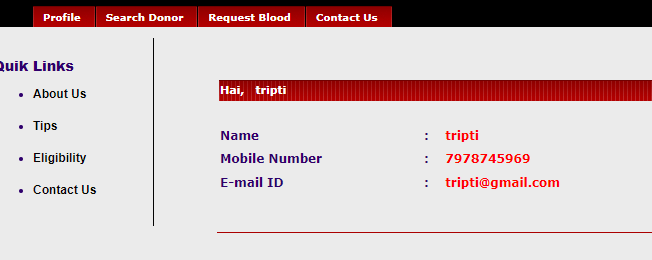 Profile Search Donor Request Blood Contact Us
Quik Links
About Us
Tips
Eligibility
Contact Us
Hai, tripti
Name : tripti
Mobile Number : 7978745969
E-mail ID : tripti@gmail.com